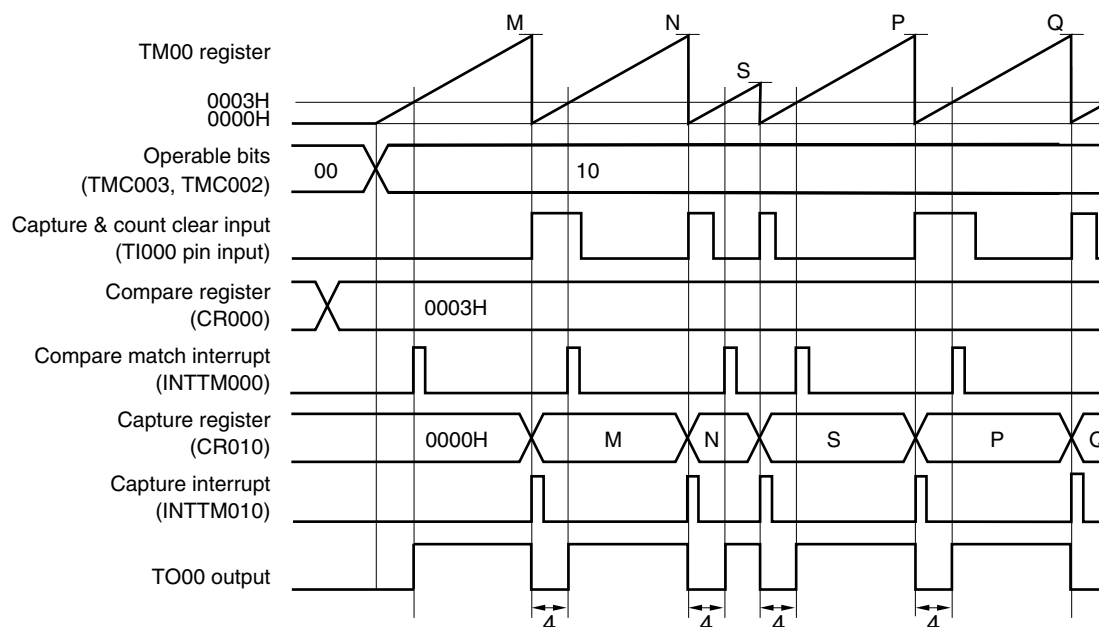 M N S P Q
TM00 register
0003H
0000H
Operable bits
(TMC003, TMC002)
00 10
Capture & count clear input
(TI000 pin input)
Compare register
(CR000)
0003H
Compare match interrupt
(INTTM000)
Capture register
(CR010)
0000H M N S P Q
Capture interrupt
(INTTM010)
TO00 output
4 4 4 4